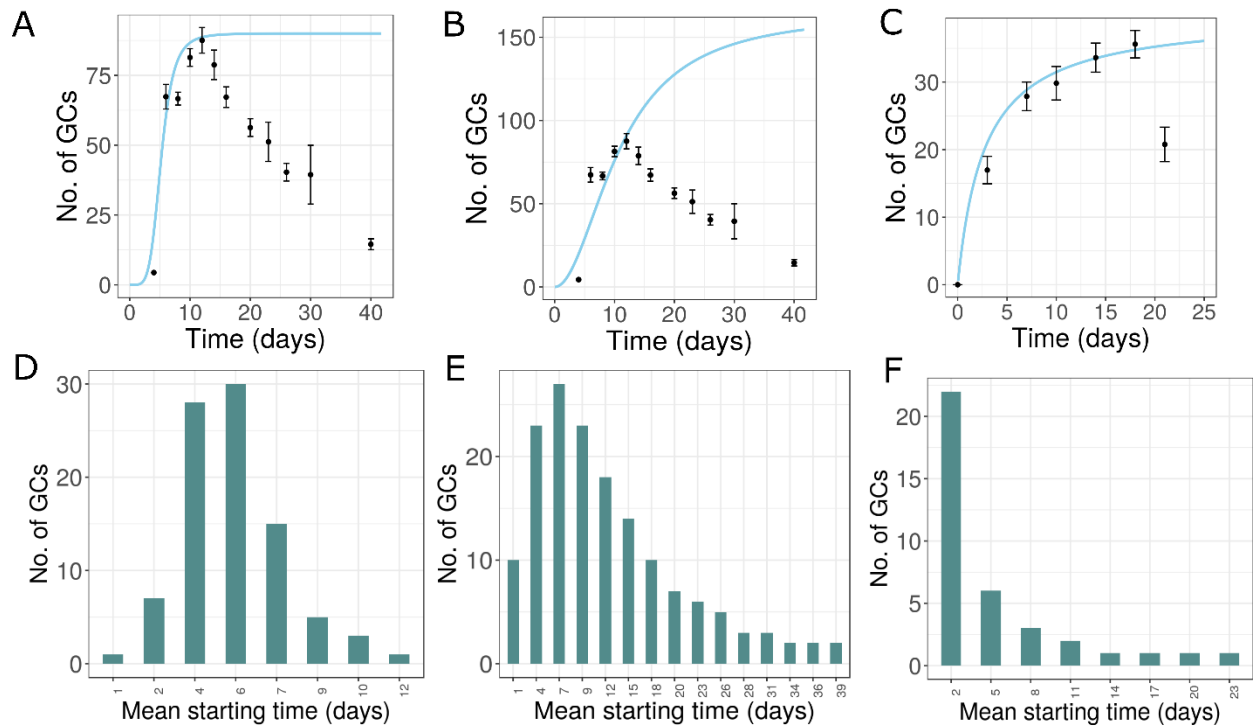 A
No. of GCs
75
50
25
0
0 10 20 30 40
Time (days)
B
No. of GCs
150
100
50
0
0 10 20 30 40
Time (days)
C
No. of GCs
30
20
10
0
0 5 10 15 20 25
Time (days)
D
No. of GCs
30
20
10
0
1 2 4 6 7 9 10 12
Mean starting time (days)
E
No. of GCs
20
10
0
1 4 7 9 12 15 18 20 23 26 28 31 34 36 39
Mean starting time (days)
F
No. of GCs
20
15
10
5
0
2 5 8 11 14 17 20 23
Mean starting time (days)